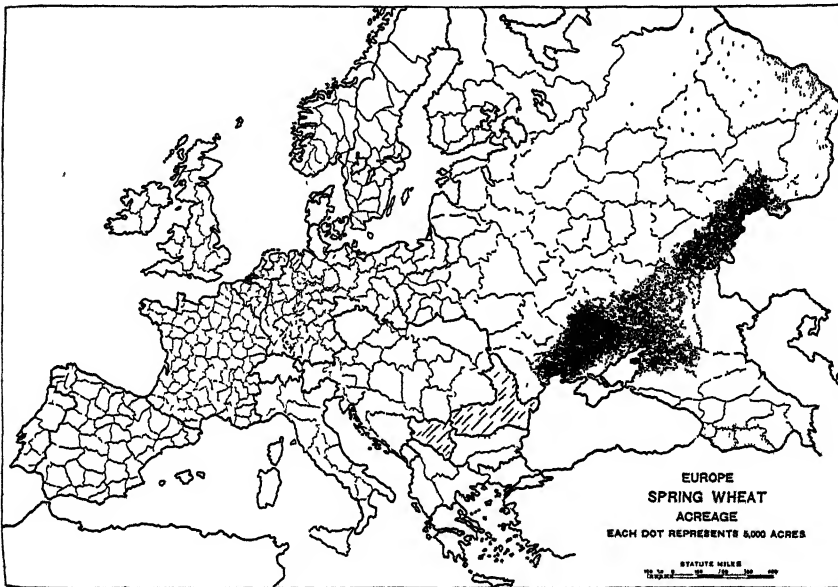 EUROPE
SPRING WHEAT
ACREAGE
EACH DOT REPRESENTS 5,000 ACRES
STATUTE MILES